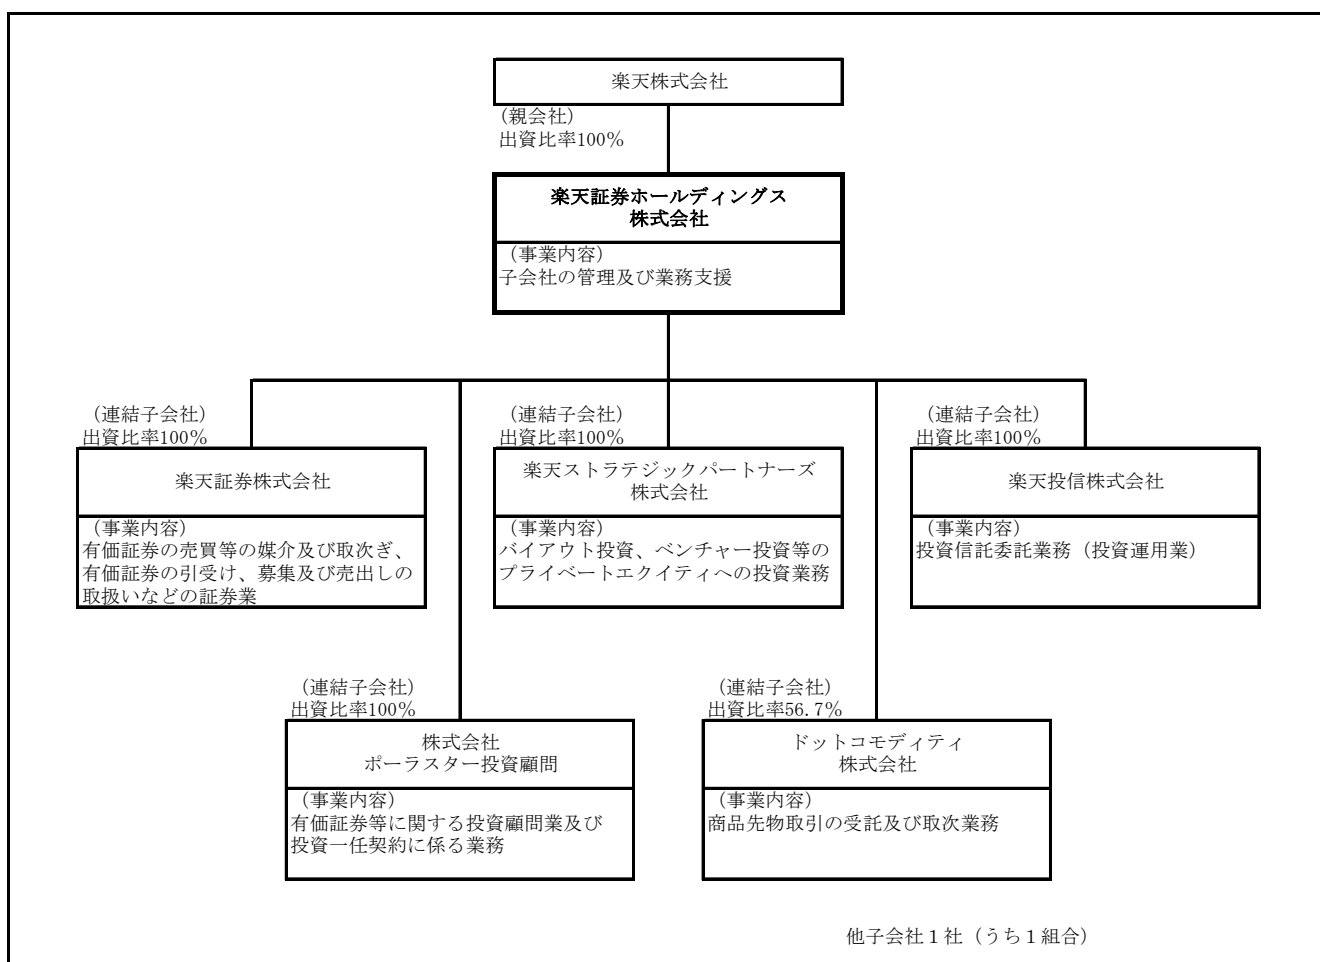 楽天株式会社
（親会社）
出資比率100％
楽天証券ホールディングス
株式会社
（事業内容）
子会社の管理及び業務支援
（連結子会社）
出資比率100％
楽天証券株式会社
（事業内容）
有価証券の売買等の媒介及び取次ぎ、
有価証券の引受け、募集及び売出しの
取扱いなどの証券業
（連結子会社）
出資比率100％
楽天ストラテジックパートナーズ
株式会社
（事業内容）
バイアウト投資、ベンチャー投資等の
プライベートエクイティへの投資業務
（連結子会社）
出資比率100％
楽天投信株式会社
（事業内容）
投資信託委託業務（投資運用業）
（連結子会社）
出資比率100％
株式会社
ポーラスター投資顧問
（事業内容）
有価証券等に関する投資顧問業及び
投資一任契約に係る業務
（連結子会社）
出資比率56.7％
ドットコモディティ
株式会社
（事業内容）
商品先物取引の受託及び取次業務
他子会社１社（うち１組合）